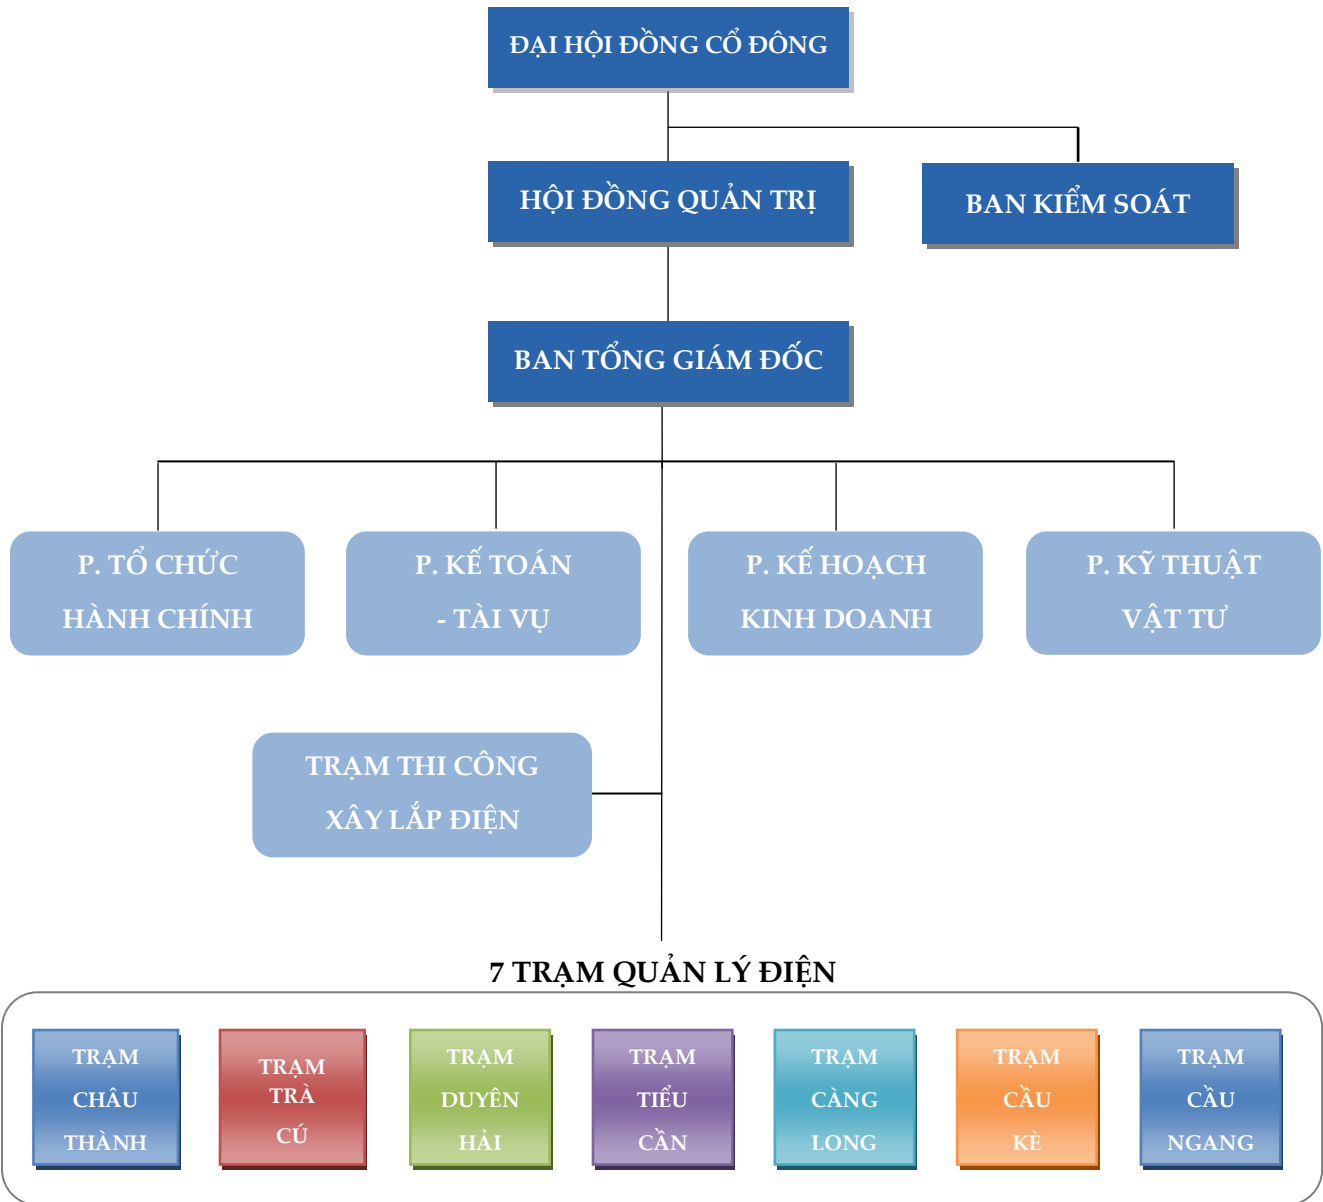 ĐẠI HỘI ĐỒNG CỔ ĐÔNG
HỘI ĐỒNG QUẢN TRỊ
BAN KIỂM SOÁT
BAN TỔNG GIÁM ĐỐC
P. TỔ CHỨC
HÀNH CHÍNH
P. KẾ TOÁN
- TÀI VỤ
P. KẾ HOẠCH
KINH DOANH
P. KỸ THUẬT
VẬT TƯ
TRẠM THI CÔNG
XÂY LẮP ĐIỆN
7 TRẠM QUẢN LÝ ĐIỆN
TRẠM
CHÂU
THÀNH
TRẠM
TRÀ
CÚ
TRẠM
DUYÊN
HẢI
TRẠM
TIỂU
CẦN
TRẠM
CÀNG
LONG
TRẠM
CẦU
KÈ
TRẠM
CẦU
NGANG